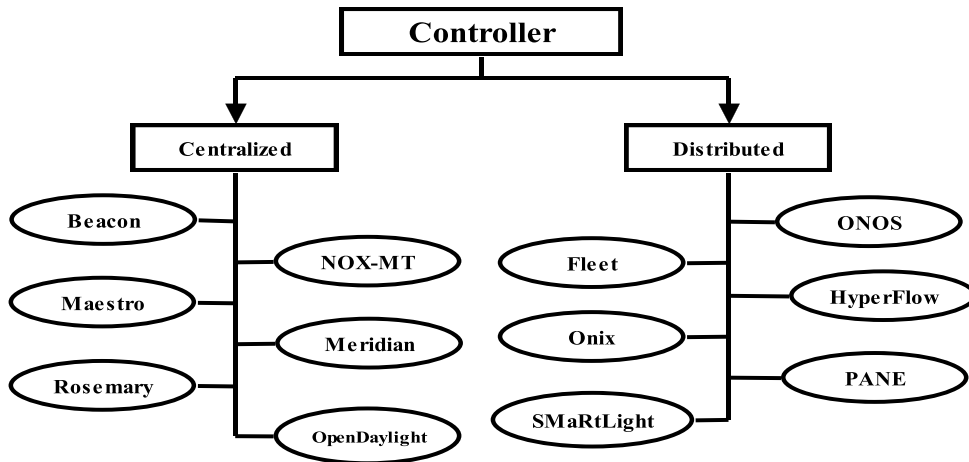 Controller
Centralized
Distributed
Beacon
NOX-MT
Maestro
Meridian
Rosemary
OpenDaylight
ONOS
Fleet
HyperFlow
Onix
PANE
SMaRtLight